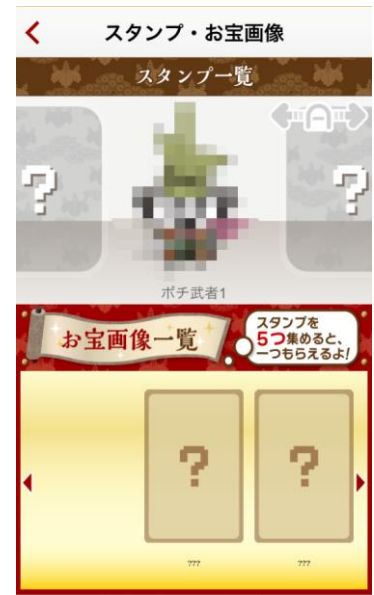 スタンプ・お宝画像
スタンプ一覧
?
?
ポチ武者1
お宝画像一覧
スタンプを
5つ集めると、
一つもらえるよ!
?
?
???
???